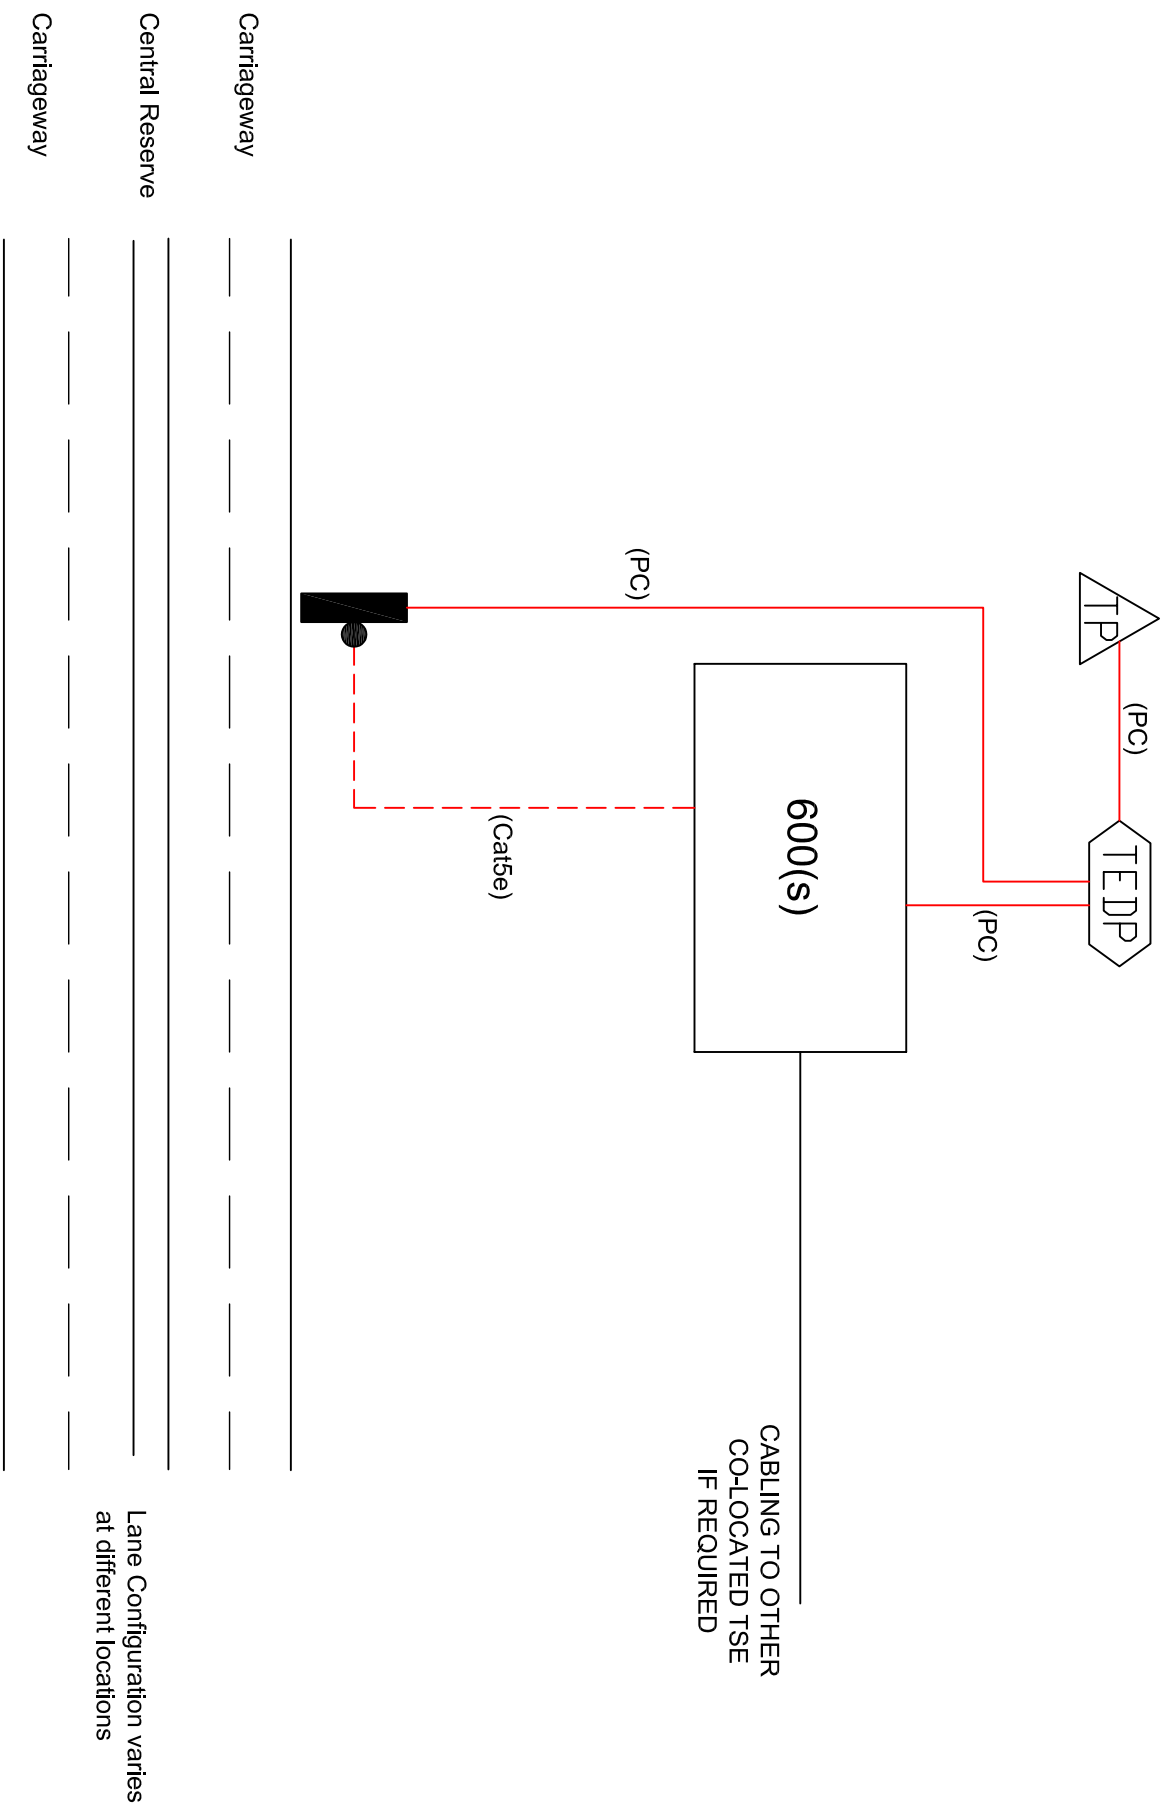 TP
(PC)
TEDP
(PC)
(PC)
600(s)
(Cat5e)
CABLING TO OTHER
CO-LOCATED TSE
IF REQUIRED
Carriageway
Central Reserve
Carriageway
Lane Configuration varies
at different locations